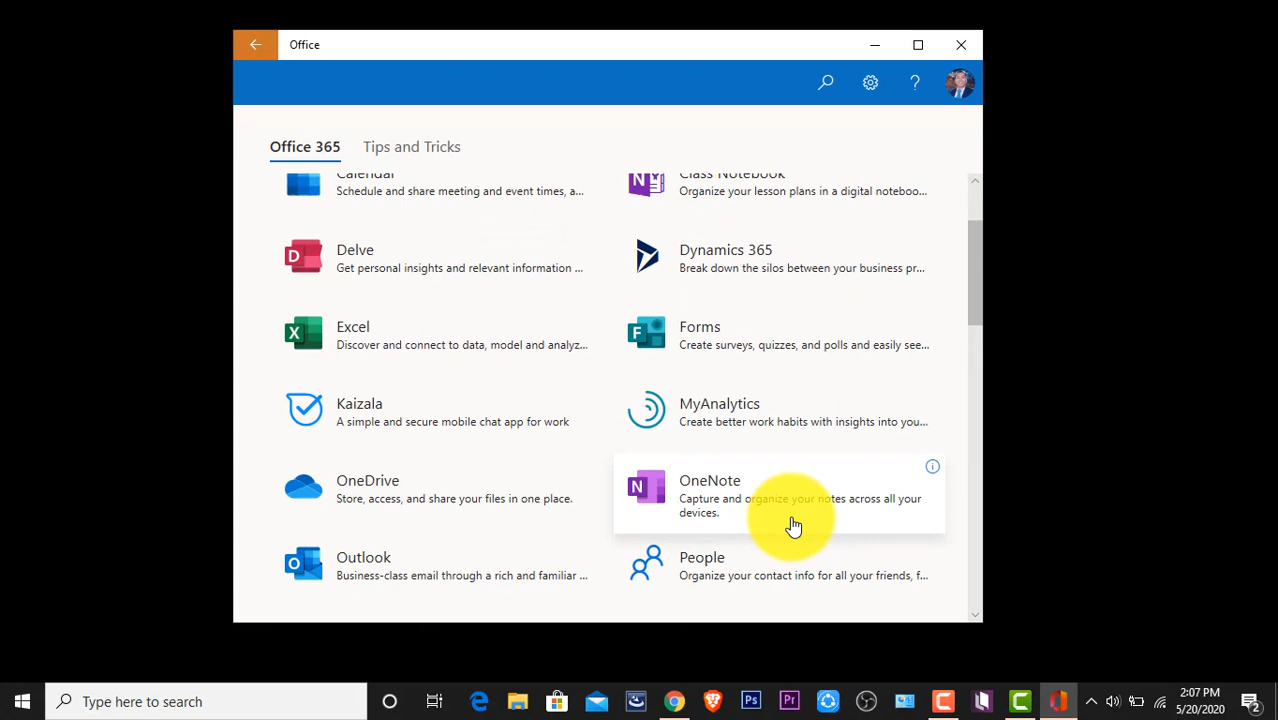 Office
Office 365 Tips and Tricks
Calendar
Schedule and share meeting and event times, a...
Class Notebook
Organize your lesson plans in a digital noteboo...
Delve
Get personal insights and relevant information ...
Dynamics 365
Break down the silos between your business pr...
Excel
Discover and connect to data, model and analyz...
Forms
Create surveys, quizzes, and polls and easily see...
Kaizala
A simple and secure mobile chat app for work
MyAnalytics
Create better work habits with insights into you...
OneDrive
Store, access, and share your files in one place.
OneNote
Capture and organize your notes across all your
devices.
Outlook
Business-class email through a rich and familiar ...
People
Organize your contact info for all your friends, f...
Type here to search
2:07 PM
5/20/2020
2